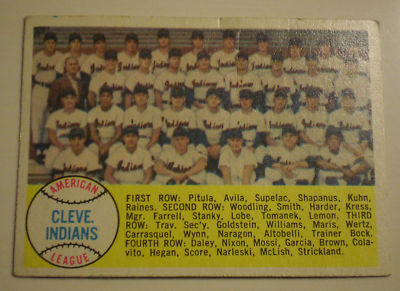 AMERICAN
CLEVE.
INDIANS
LEAGUE
FIRST ROW: Pitula, Avila, Supelac, Shapanus, Kuhn,
Raines. SECOND ROW: Woodling, Smith, Harder, Kress,
Mgr. Farrell, Stanky, Lobe, Tomanek, Lemon. THIRD
ROW: Trav. Sec'y, Goldstein, Williams, Maris, Wertz,
Carrasquel, Wynn, Naragon, Altobelli, Trainer Bock.
FOURTH ROW: Daley, Nixon, Mossi, Garcia, Brown, Cola-
vito, Hegan, Score, Narleski, McLish, Strickland.